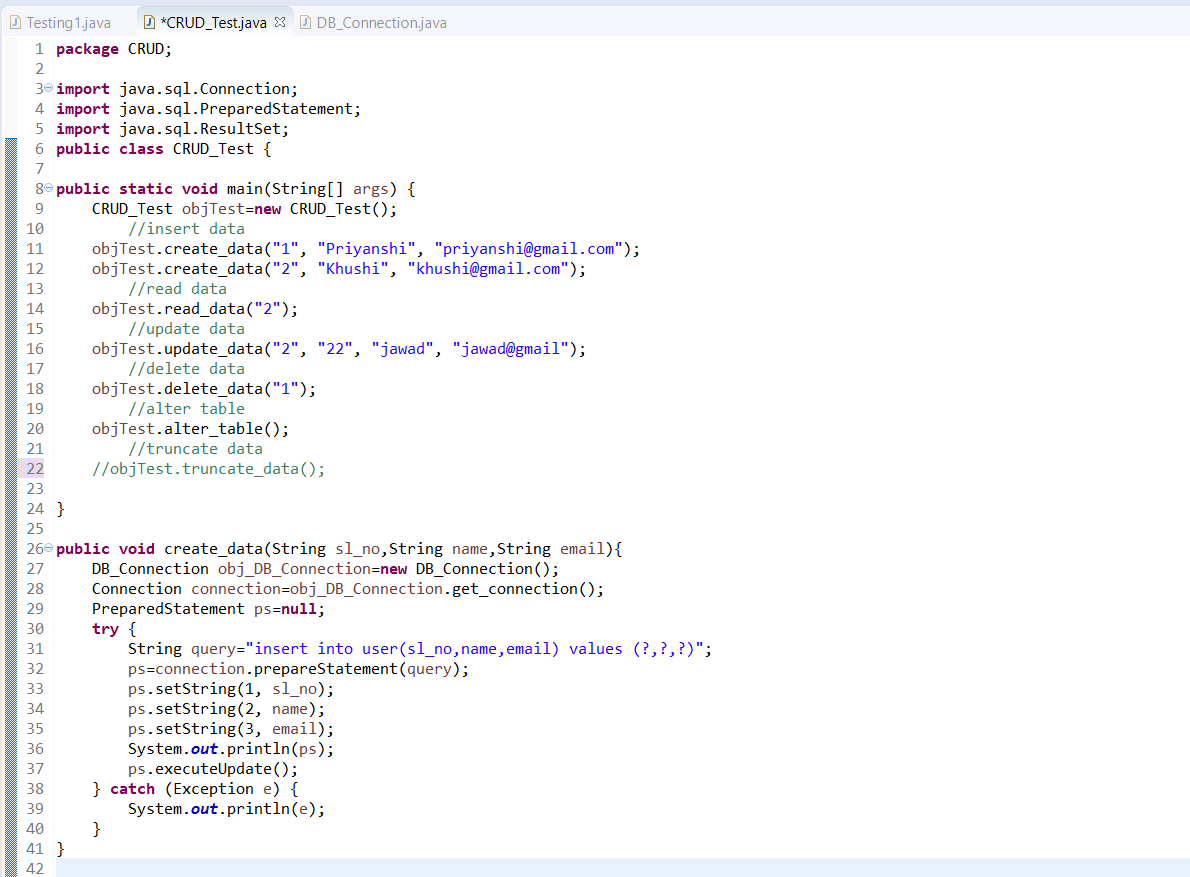 Testing1.java *CRUD_Test.java DB_Connection.java
1 package CRUD;
2
3 import java.sql.Connection;
4 import java.sql.PreparedStatement;
5 import java.sql.ResultSet;
6 public class CRUD_Test {
7
8 public static void main(String[] args) {
9     CRUD_Test objTest=new CRUD_Test();
10         //insert data
11     objTest.create_data("1", "Priyanshi", "priyanshi@gmail.com");
12     objTest.create_data("2", "Khushi", "khushi@gmail.com");
13         //read data
14     objTest.read_data("2");
15         //update data
16     objTest.update_data("2", "22", "jawad", "jawad@gmail");
17         //delete data
18     objTest.delete_data("1");
19         //alter table
20     objTest.alter_table();
21         //truncate data
22     //objTest.truncate_data();
23
24 }
25
26 public void create_data(String sl_no,String name,String email){
27     DB_Connection obj_DB_Connection=new DB_Connection();
28     Connection connection=obj_DB_Connection.get_connection();
29     PreparedStatement ps=null;
30     try {
31         String query="insert into user(sl_no,name,email) values (?,?,?)";
32         ps=connection.prepareStatement(query);
33         ps.setString(1, sl_no);
34         ps.setString(2, name);
35         ps.setString(3, email);
36         System.out.println(ps);
37         ps.executeUpdate();
38     } catch (Exception e) {
39         System.out.println(e);
40     }
41 }
42